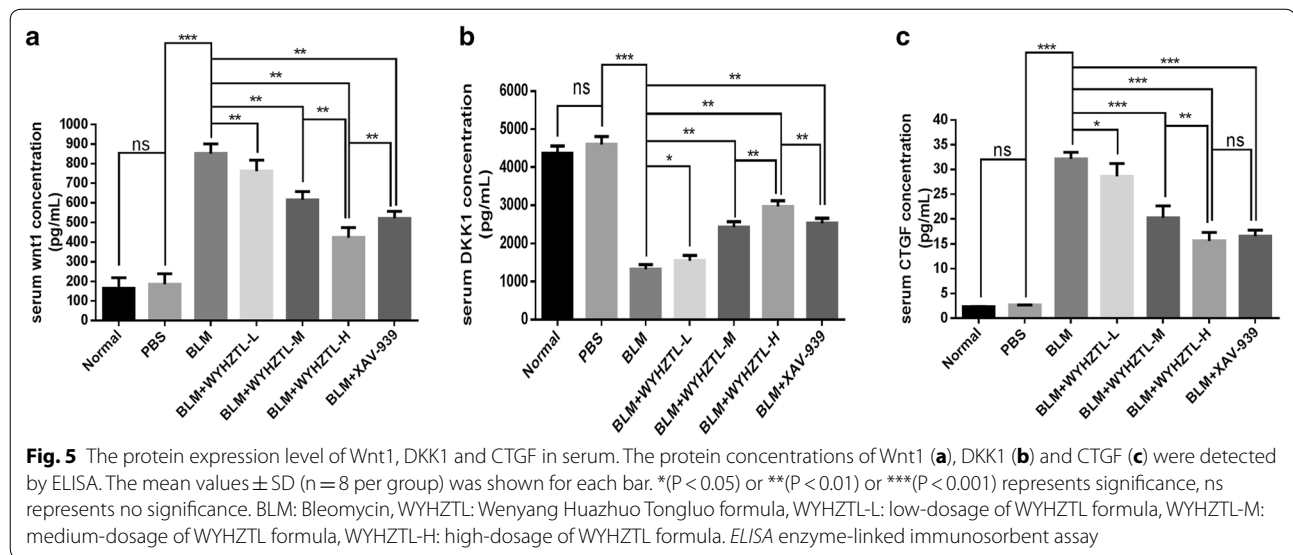 a
***
**
**
**
**
**
**
ns
serum wnt1 concentration
(pg/mL)
1000
900
800
700
600
500
400
300
200
100
0
Normal
PBS
BLM
BLM+WYHZTL-L
BLM+WYHZTL-M
BLM+WYHZTL-H
BLM+XAV-939
b
***
**
**
**
**
*
**
ns
serum DKK1 concentration
(pg/mL)
6000
5000
4000
3000
2000
1000
0
Normal
PBS
BLM
BLM+WYHZTL-L
BLM+WYHZTL-M
BLM+WYHZTL-H
BLM+XAV-939
c
***
***
***
***
**
*
ns
ns
serum CTGF concentration
(pg/mL)
40
35
30
25
20
15
10
5
0
Normal
PBS
BLM
BLM+WYHZTL-L
BLM+WYHZTL-M
BLM+WYHZTL-H
BLM+XAV-939
Fig. 5 The protein expression level of Wnt1, DKK1 and CTGF in serum. The protein concentrations of Wnt1 (a), DKK1 (b) and CTGF (c) were detected
by ELISA. The mean values ± SD (n = 8 per group) was shown for each bar. *(P < 0.05) or **(P < 0.01) or ***(P < 0.001) represents significance, ns
represents no significance. BLM: Bleomycin, WYHZTL: Wenyang Huazhuo Tongluo formula, WYHZTL-L: low-dosage of WYHZTL formula, WYHZTL-M:
medium-dosage of WYHZTL formula, WYHZTL-H: high-dosage of WYHZTL formula. ELISA enzyme-linked immunosorbent assay